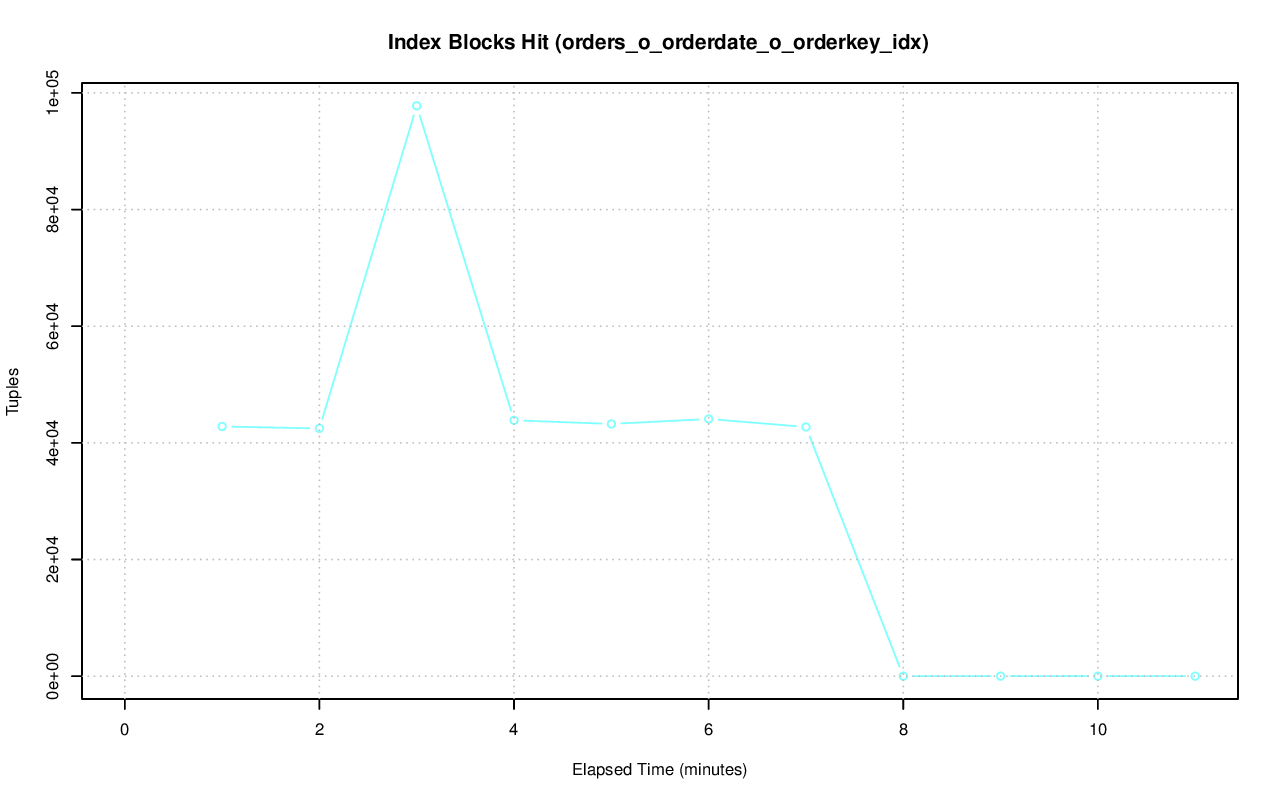 Index Blocks Hit (orders_o_orderdate_o_orderkey_idx)
1e+05
8e+04
6e+04
4e+04
2e+04
0e+00
Tuples
0 2 4 6 8 10
Elapsed Time (minutes)